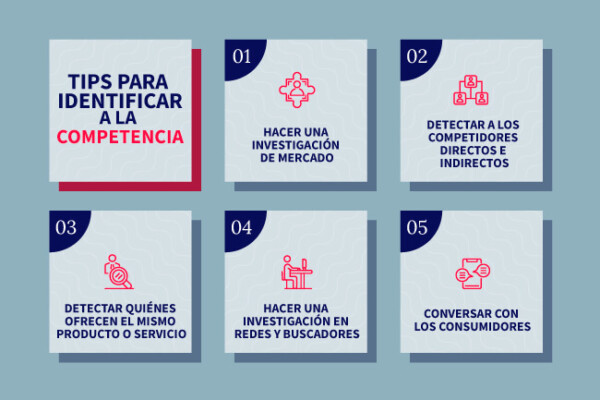 TIPS PARA
IDENTIFICAR
A LA
COMPETENCIA
01
HACER UNA
INVESTIGACIÓN
DE MERCADO
02
DETECTAR A LOS
COMPETIDORES
DIRECTOS E
INDIRECTOS
03
DETECTAR QUIÉNES
OFRECEN EL MISMO
PRODUCTO O SERVICIO
04
HACER UNA
INVESTIGACIÓN EN
REDES Y BUSCADORES
05
CONVERSAR CON
LOS CONSUMIDORES